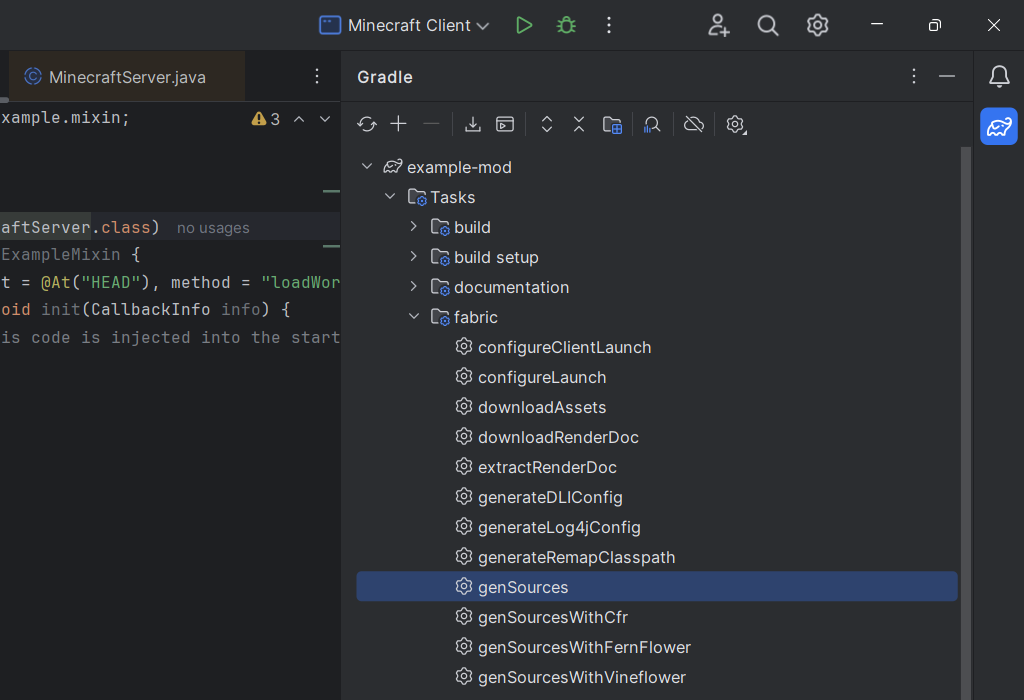 Minecraft Client
MinecraftServer.java
Gradle
xample.mixin;
3
aftServer.class) no usages
ExampleMixin {
t = @At("HEAD"), method = "loadWor
oid init(CallbackInfo info) {
is code is injected into the start
example-mod
Tasks
build
build setup
documentation
fabric
configureClientLaunch
configureLaunch
downloadAssets
downloadRenderDoc
extractRenderDoc
generateDLIConfig
generateLog4jConfig
generateRemapClasspath
genSources
genSourcesWithCfr
genSourcesWithFernFlower
genSourcesWithVineflower